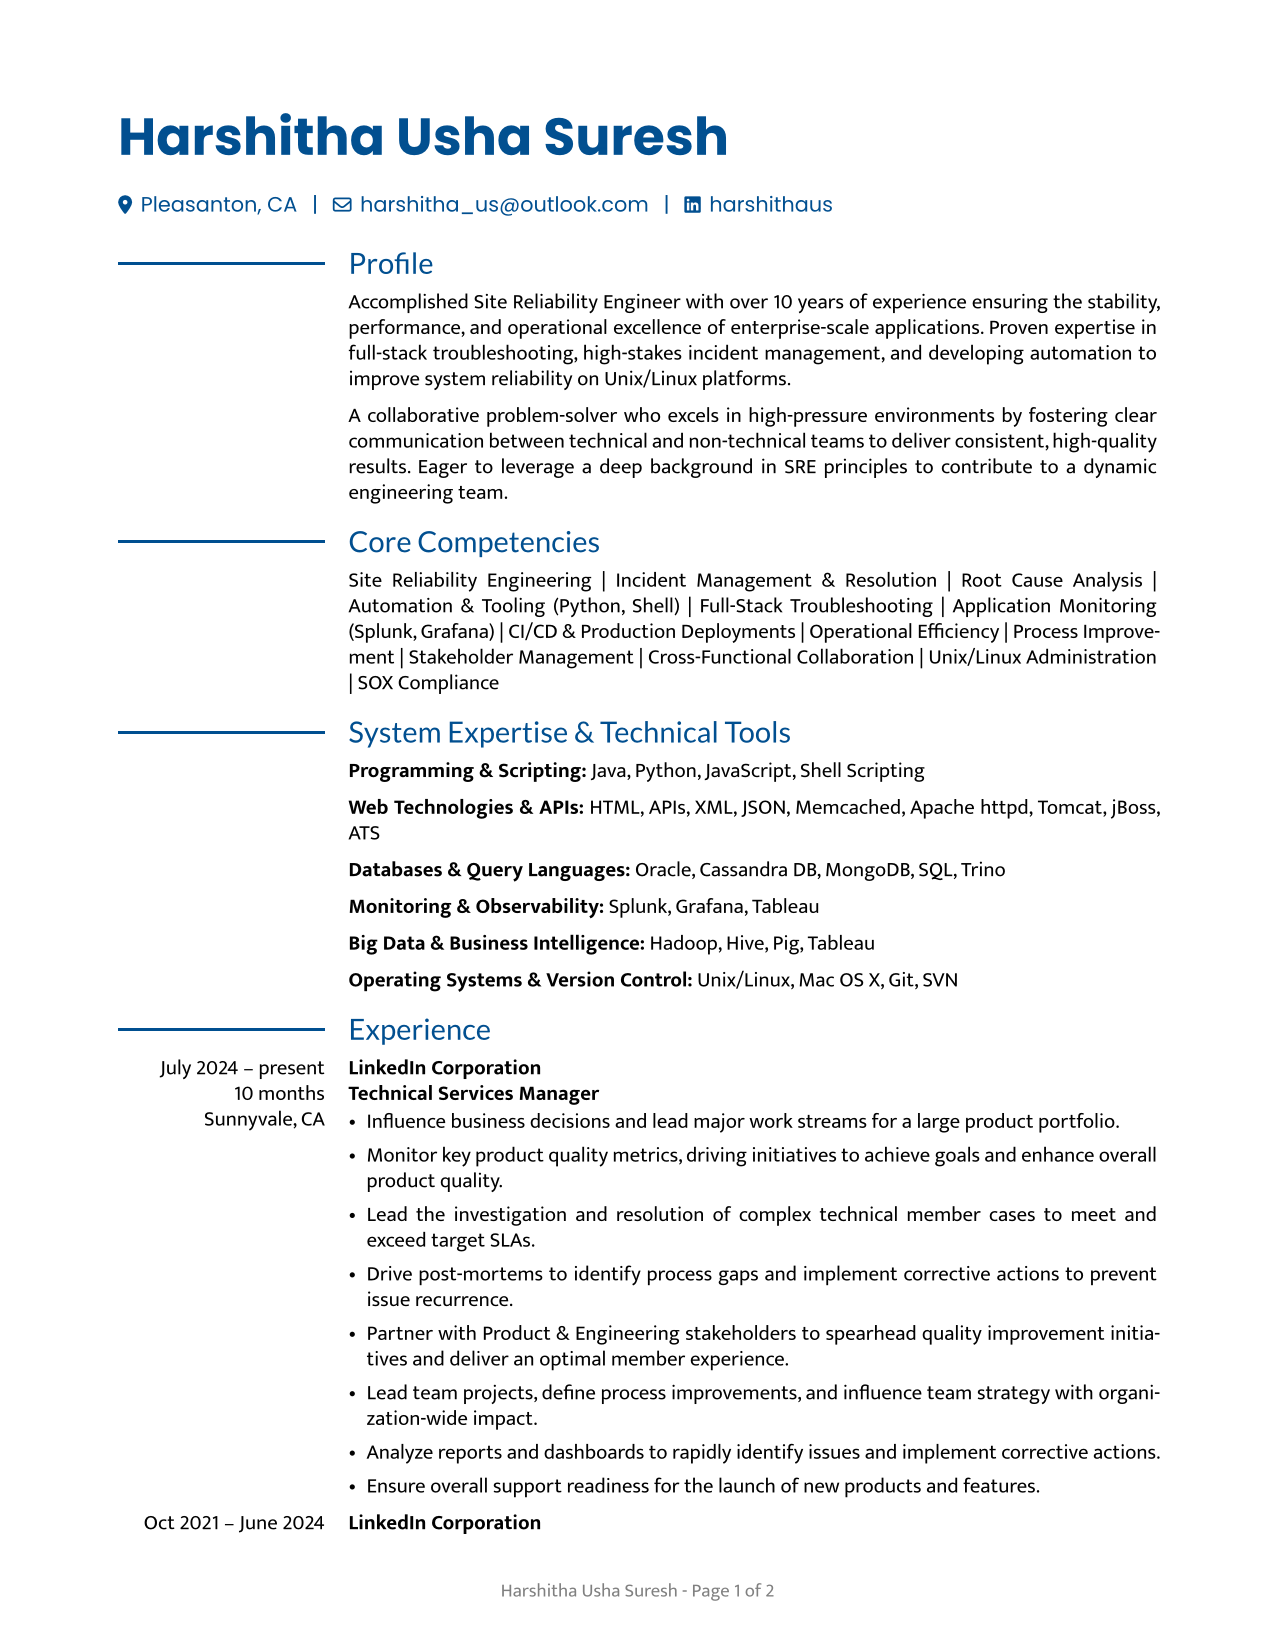 Harshitha Usha Suresh
Pleasanton, CA | harshitha_us@outlook.com | harshithaus
Profile
Accomplished Site Reliability Engineer with over 10 years of experience ensuring the stability,
performance, and operational excellence of enterprise-scale applications. Proven expertise in
full-stack troubleshooting, high-stakes incident management, and developing automation to
improve system reliability on Unix/Linux platforms.
A collaborative problem-solver who excels in high-pressure environments by fostering clear
communication between technical and non-technical teams to deliver consistent, high-quality
results. Eager to leverage a deep background in SRE principles to contribute to a dynamic
engineering team.
Core Competencies
Site Reliability Engineering | Incident Management & Resolution | Root Cause Analysis |
Automation & Tooling (Python, Shell) | Full-Stack Troubleshooting | Application Monitoring
(Splunk, Grafana) | CI/CD & Production Deployments | Operational Efficiency | Process Improve-
ment | Stakeholder Management | Cross-Functional Collaboration | Unix/Linux Administration
| SOX Compliance
System Expertise & Technical Tools
Programming & Scripting: Java, Python, JavaScript, Shell Scripting
Web Technologies & APIs: HTML, APIs, XML, JSON, Memcached, Apache httpd, Tomcat, jBoss,
ATS
Databases & Query Languages: Oracle, Cassandra DB, MongoDB, SQL, Trino
Monitoring & Observability: Splunk, Grafana, Tableau
Big Data & Business Intelligence: Hadoop, Hive, Pig, Tableau
Operating Systems & Version Control: Unix/Linux, Mac OS X, Git, SVN
Experience
July 2024 – present LinkedIn Corporation
10 months Technical Services Manager
Sunnyvale, CA • Influence business decisions and lead major work streams for a large product portfolio.
• Monitor key product quality metrics, driving initiatives to achieve goals and enhance overall
product quality.
• Lead the investigation and resolution of complex technical member cases to meet and
exceed target SLAs.
• Drive post-mortems to identify process gaps and implement corrective actions to prevent
issue recurrence.
• Partner with Product & Engineering stakeholders to spearhead quality improvement initia-
tives and deliver an optimal member experience.
• Lead team projects, define process improvements, and influence team strategy with organi-
zation-wide impact.
• Analyze reports and dashboards to rapidly identify issues and implement corrective actions.
• Ensure overall support readiness for the launch of new products and features.
Oct 2021 – June 2024 LinkedIn Corporation
Harshitha Usha Suresh - Page 1 of 2